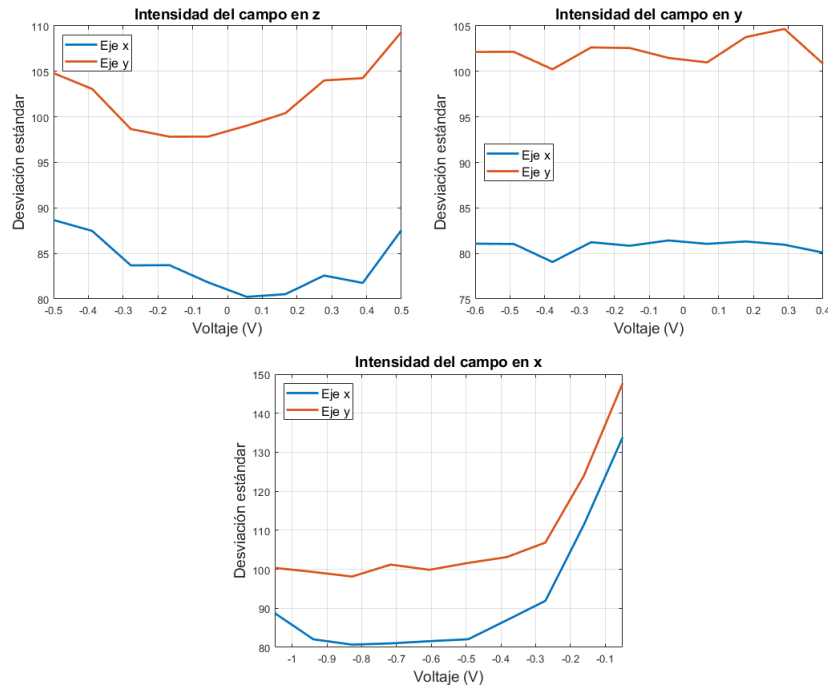 Intensidad del campo en z
Eje x
Eje y
Desviación estándar
110
105
100
95
90
85
80
-0.5 -0.4 -0.3 -0.2 -0.1 0 0.1 0.2 0.3 0.4 0.5
Voltaje (V)
Intensidad del campo en y
Eje x
Eje y
Desviación estándar
105
100
95
90
85
80
75
-0.6 -0.5 -0.4 -0.3 -0.2 -0.1 0 0.1 0.2 0.3 0.4
Voltaje (V)
Intensidad del campo en x
Eje x
Eje y
Desviación estándar
150
140
130
120
110
100
90
80
-1 -0.9 -0.8 -0.7 -0.6 -0.5 -0.4 -0.3 -0.2 -0.1
Voltaje (V)